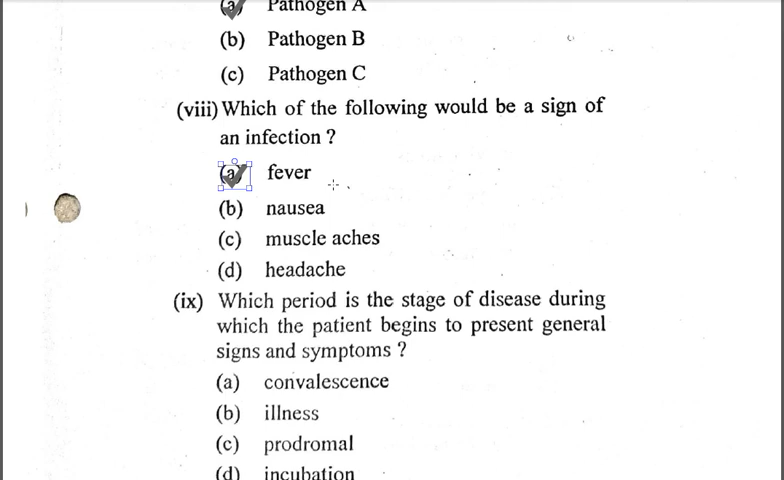 (a) Pathogen A
(b) Pathogen B
(c) Pathogen C
(viii) Which of the following would be a sign of
an infection ?
(a) fever
(b) nausea
(c) muscle aches
(d) headache
(ix) Which period is the stage of disease during
which the patient begins to present general
signs and symptoms ?
(a) convalescence
(b) illness
(c) prodromal
(d) incubation